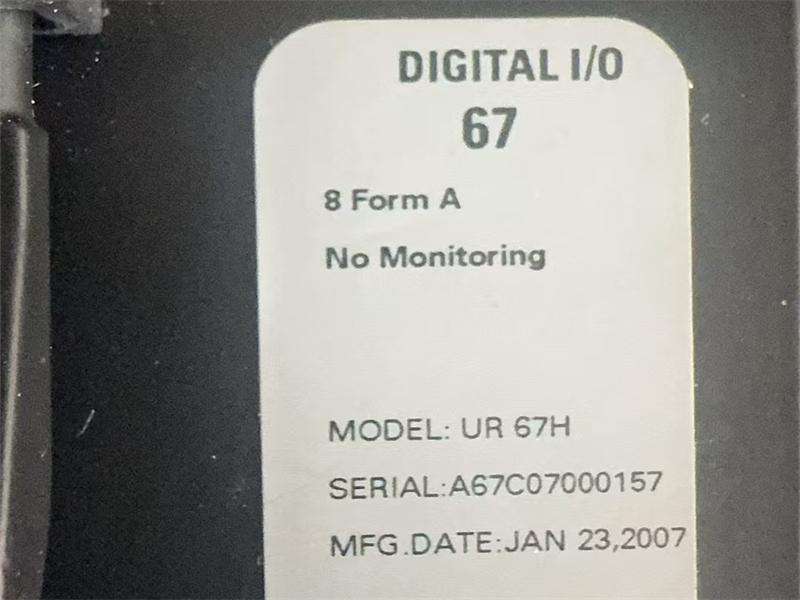 DIGITAL I/O
67
8 Form A
No Monitoring
MODEL: UR 67H
SERIAL:A67C07000157
MFG.DATE:JAN 23,2007